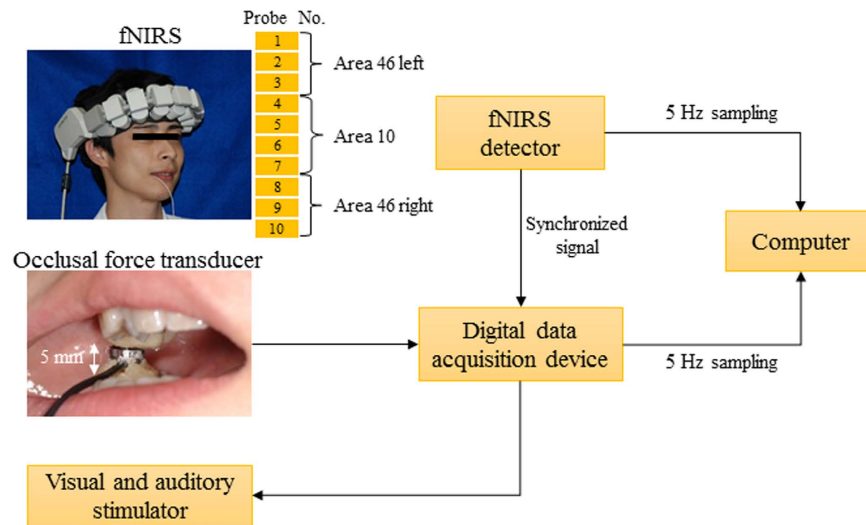 fNIRS
Probe No.
1
2
3
4
5
6
7
8
9
10
Area 46 left
Area 10
Area 46 right
fNIRS
detector
5 Hz sampling
Synchronized
signal
Computer
Occlusal force transducer
5 mm
Digital data
acquisition device
5 Hz sampling
Visual and auditory
stimulator